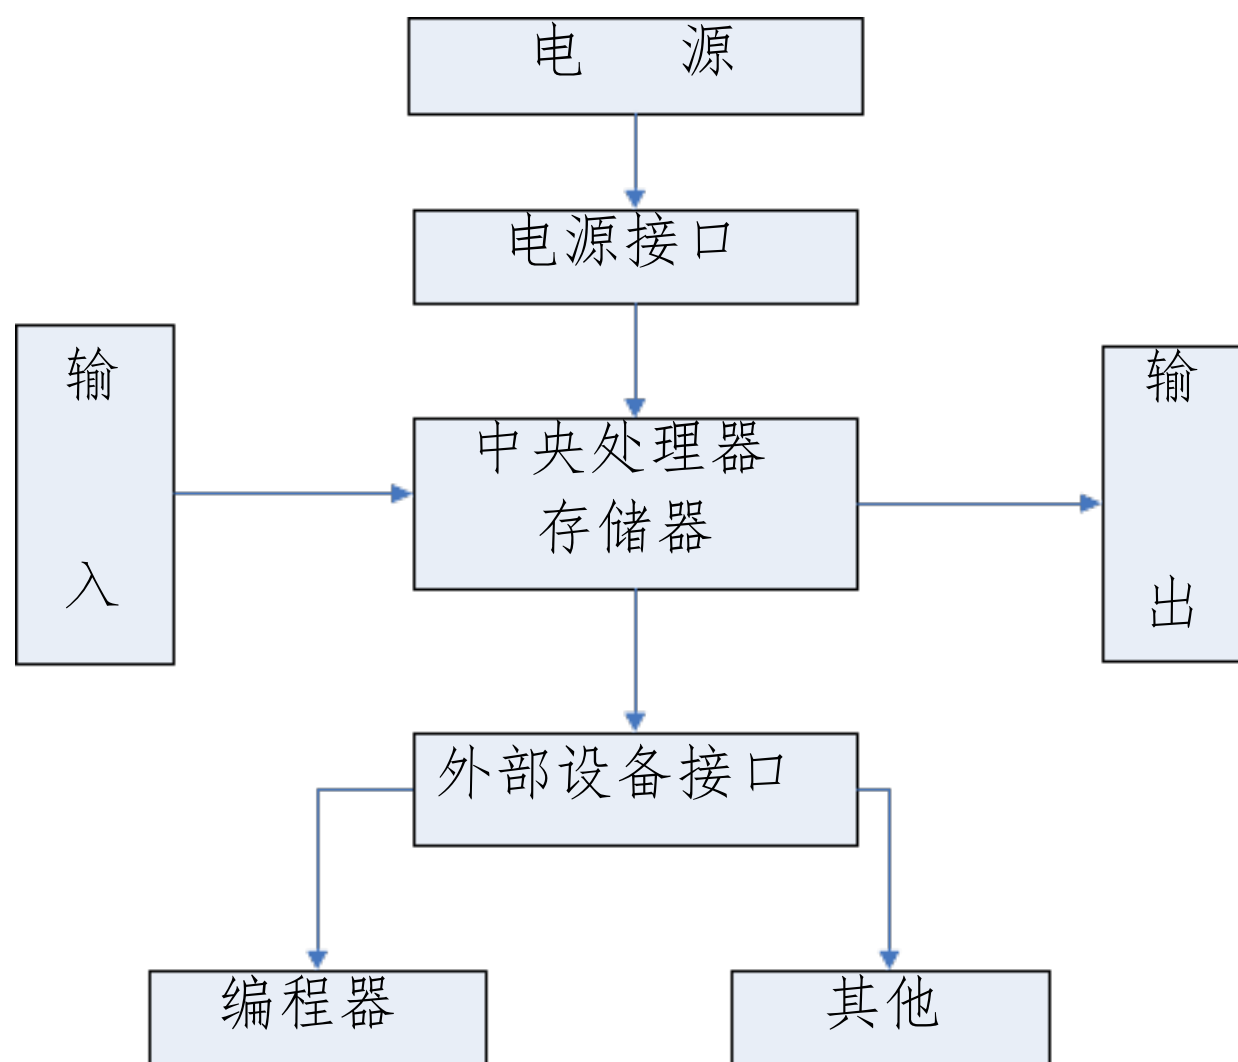 电 源
电源接口
输
入
中央处理器
存储器
输
出
外部设备接口
编程器
其他